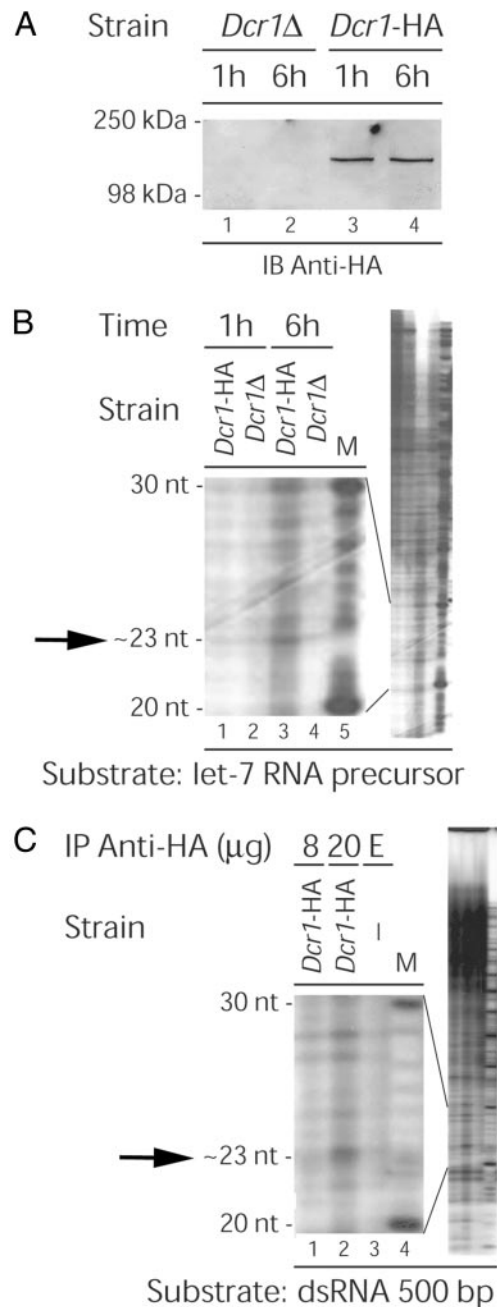 A
Strain Dcr1Δ Dcr1-HA
1h 6h 1h 6h
250 kDa -
98 kDa -
1 2 3 4
IB Anti-HA
B Time 1h 6h
Strain Dcr1-HA Dcr1Δ Dcr1-HA Dcr1Δ M
30 nt -
~23 nt -
20 nt -
1 2 3 4 5
Substrate: let-7 RNA precursor
C IP Anti-HA (μg) 8 20 E
Strain Dcr1-HA Dcr1-HA – M
30 nt -
~23 nt -
20 nt -
1 2 3 4
Substrate: dsRNA 500 bp